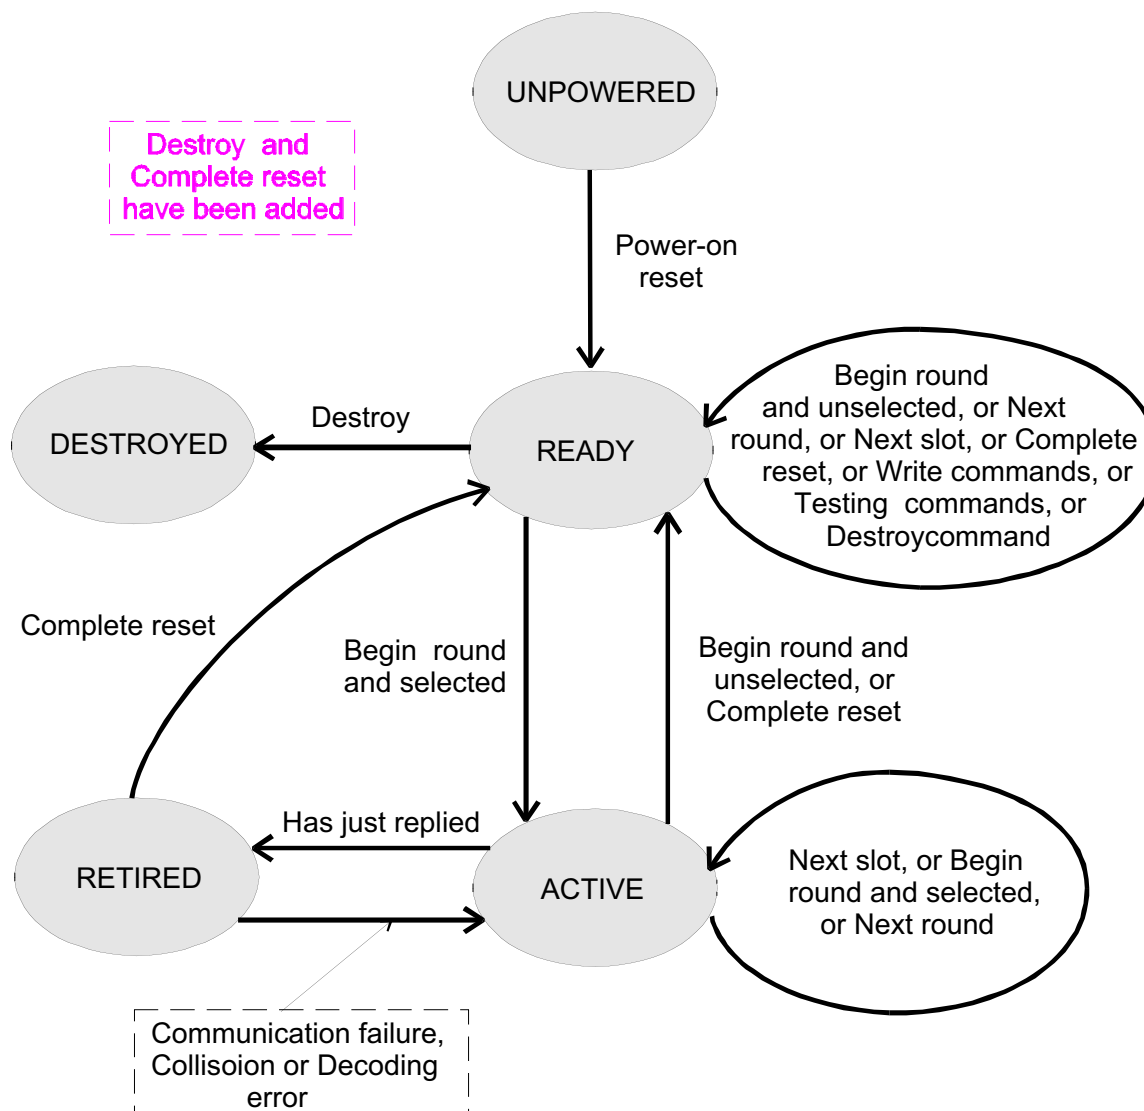 UNPOWERED
Destroy and
Complete reset
have been added
Power-on
reset
Begin round
and unselected, or Next
round, or Next slot, or Complete
reset, or Write commands, or
Testing commands, or
Destroycommand
Destroy
DESTROYED
READY
Complete reset
Begin round
and selected
Begin round and
unselected, or
Complete reset
Has just replied
RETIRED
ACTIVE
Next slot, or Begin
round and selected,
or Next round
Communication failure,
Collisoion or Decoding
error